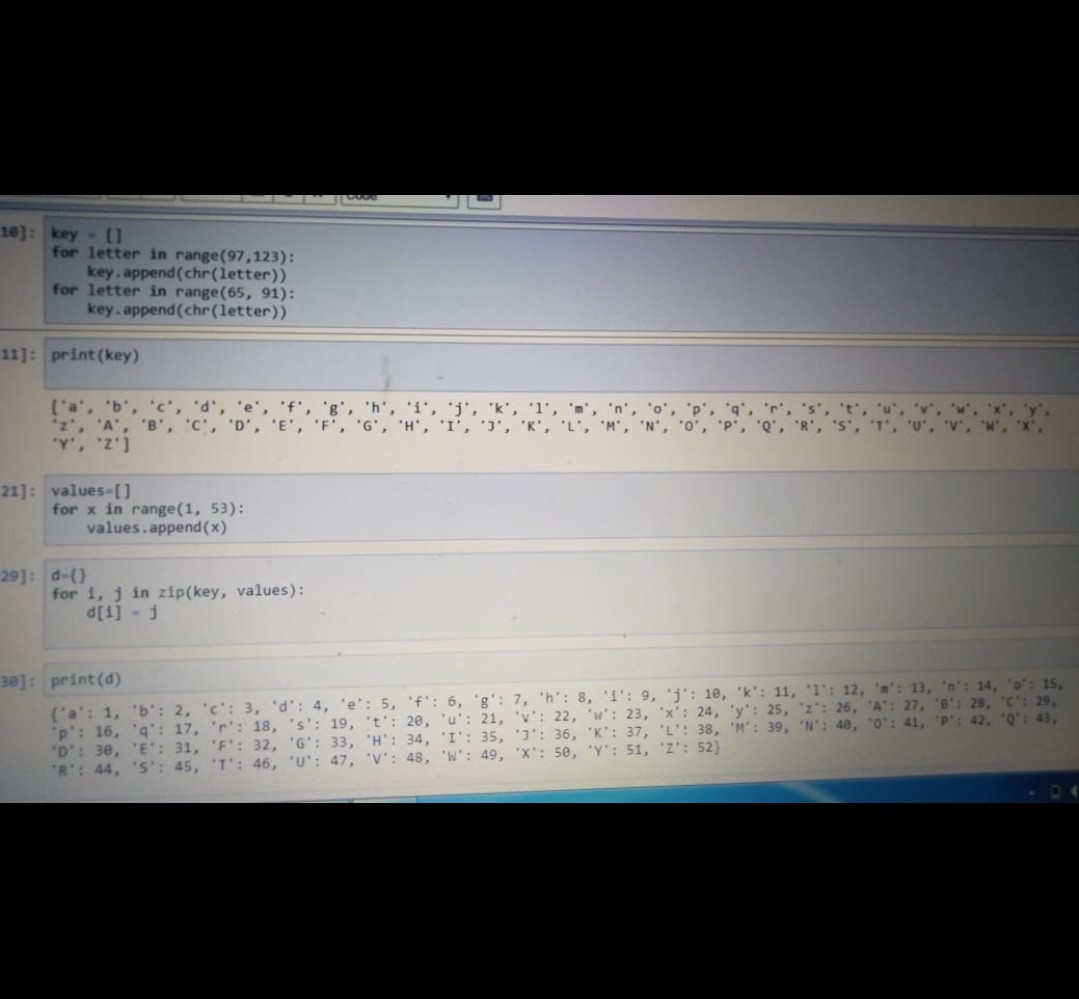 Code
10]: key = []
for letter in range(97,123):
key.append(chr(letter))
for letter in range(65, 91):
key.append(chr(letter))
11]: print(key)
['a', 'b', 'c', 'd', 'e', 'f', 'g', 'h', 'i', 'j', 'k', 'l', 'm', 'n', 'o', 'p', 'q', 'r', 's', 't', 'u', 'v', 'w', 'x', 'y',
'z', 'A', 'B', 'C', 'D', 'E', 'F', 'G', 'H', 'I', 'J', 'K', 'L', 'M', 'N', 'O', 'P', 'Q', 'R', 'S', 'T', 'U', 'V', 'W', 'X',
'Y', 'Z']
21]: values=[]
for x in range(1, 53):
values.append(x)
29]: d={}
for i, j in zip(key, values):
d[i] = j
30]: print(d)
{'a': 1, 'b': 2, 'c': 3, 'd': 4, 'e': 5, 'f': 6, 'g': 7, 'h': 8, 'i': 9, 'j': 10, 'k': 11, 'l': 12, 'm': 13, 'n': 14, 'o': 15,
'p': 16, 'q': 17, 'r': 18, 's': 19, 't': 20, 'u': 21, 'v': 22, 'w': 23, 'x': 24, 'y': 25, 'z': 26, 'A': 27, 'B': 28, 'C': 29,
'D': 30, 'E': 31, 'F': 32, 'G': 33, 'H': 34, 'I': 35, 'J': 36, 'K': 37, 'L': 38, 'M': 39, 'N': 40, 'O': 41, 'P': 42, 'Q': 43,
'R': 44, 'S': 45, 'T': 46, 'U': 47, 'V': 48, 'W': 49, 'X': 50, 'Y': 51, 'Z': 52}